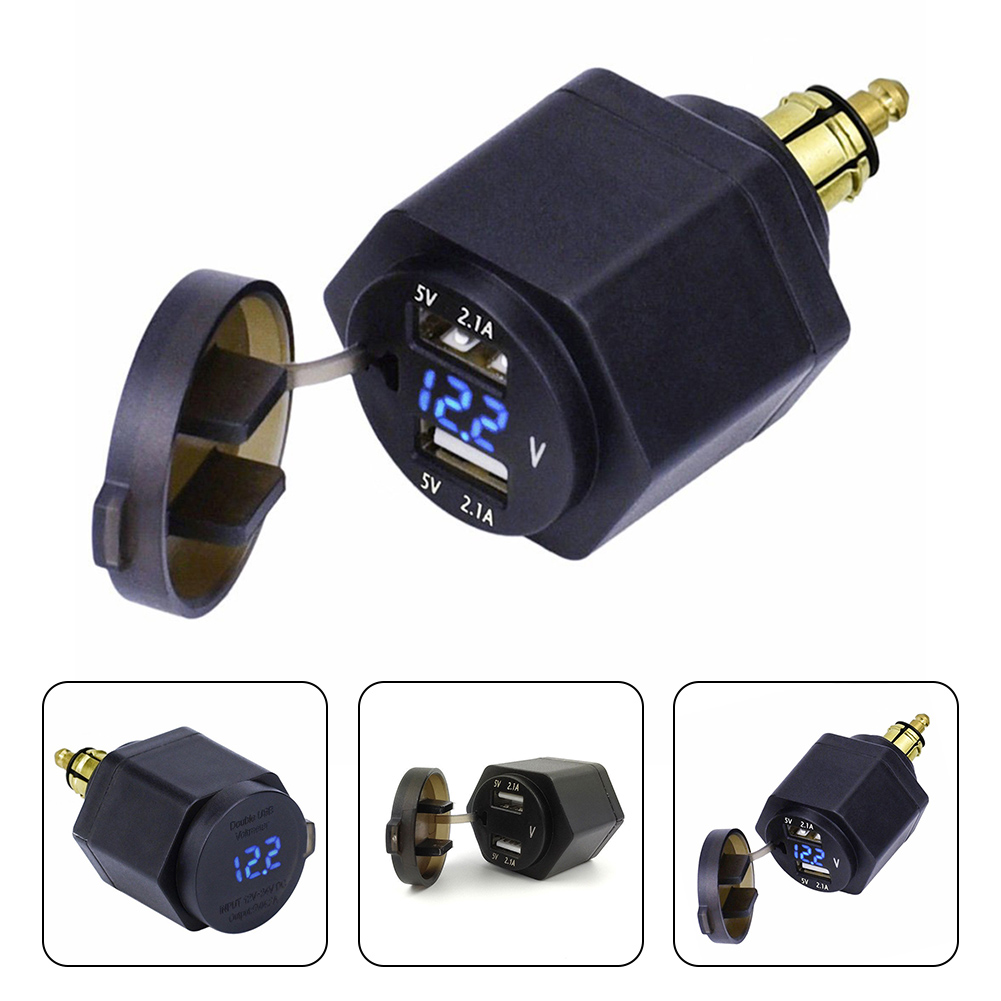 5V 2.1A
12.2
V
5V 2.1A
Double USB
Voltmeter
12.2
INPUT 12V-24V DC
5V 2.1A
V
5V 2.1A
5V 2.1A
12.2 V
5V 2.1A